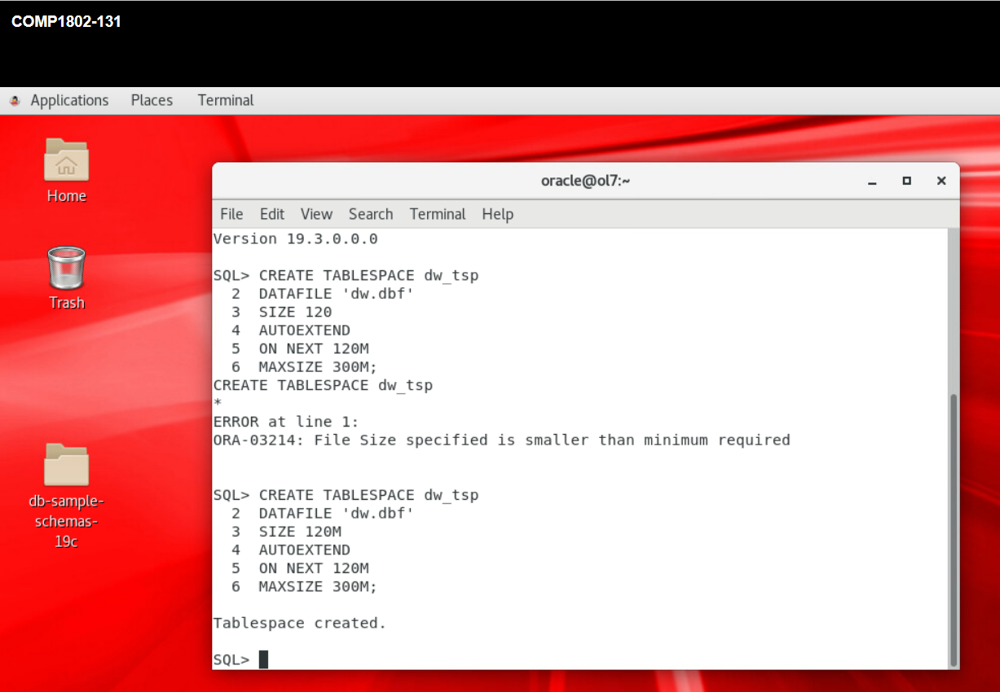 COMP1802-131
Applications Places Terminal
Home
Trash
db-sample-
schemas-
19c
oracle@ol7:~
File Edit View Search Terminal Help
Version 19.3.0.0.0
SQL> CREATE TABLESPACE dw_tsp
2 DATAFILE 'dw.dbf'
3 SIZE 120
4 AUTOEXTEND
5 ON NEXT 120M
6 MAXSIZE 300M;
CREATE TABLESPACE dw_tsp
*
ERROR at line 1:
ORA-03214: File Size specified is smaller than minimum required
SQL> CREATE TABLESPACE dw_tsp
2 DATAFILE 'dw.dbf'
3 SIZE 120M
4 AUTOEXTEND
5 ON NEXT 120M
6 MAXSIZE 300M;
Tablespace created.
SQL>